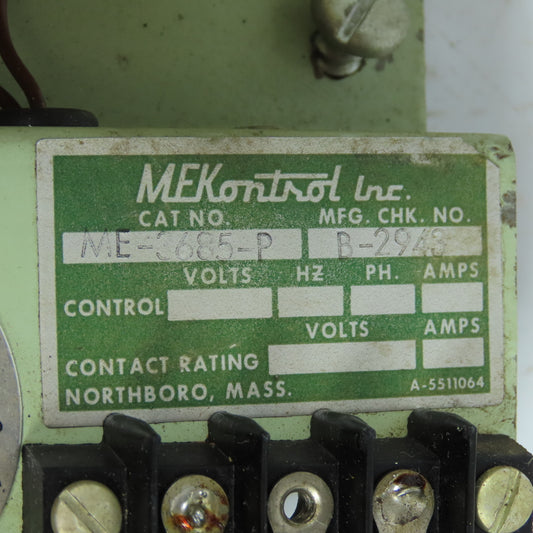 MEKontrol Inc.
CAT NO. MFG. CHK. NO.
ME-3685-P B-2943
VOLTS HZ PH. AMPS
CONTROL
VOLTS AMPS
CONTACT RATING
NORTHBORO, MASS. A-5511064